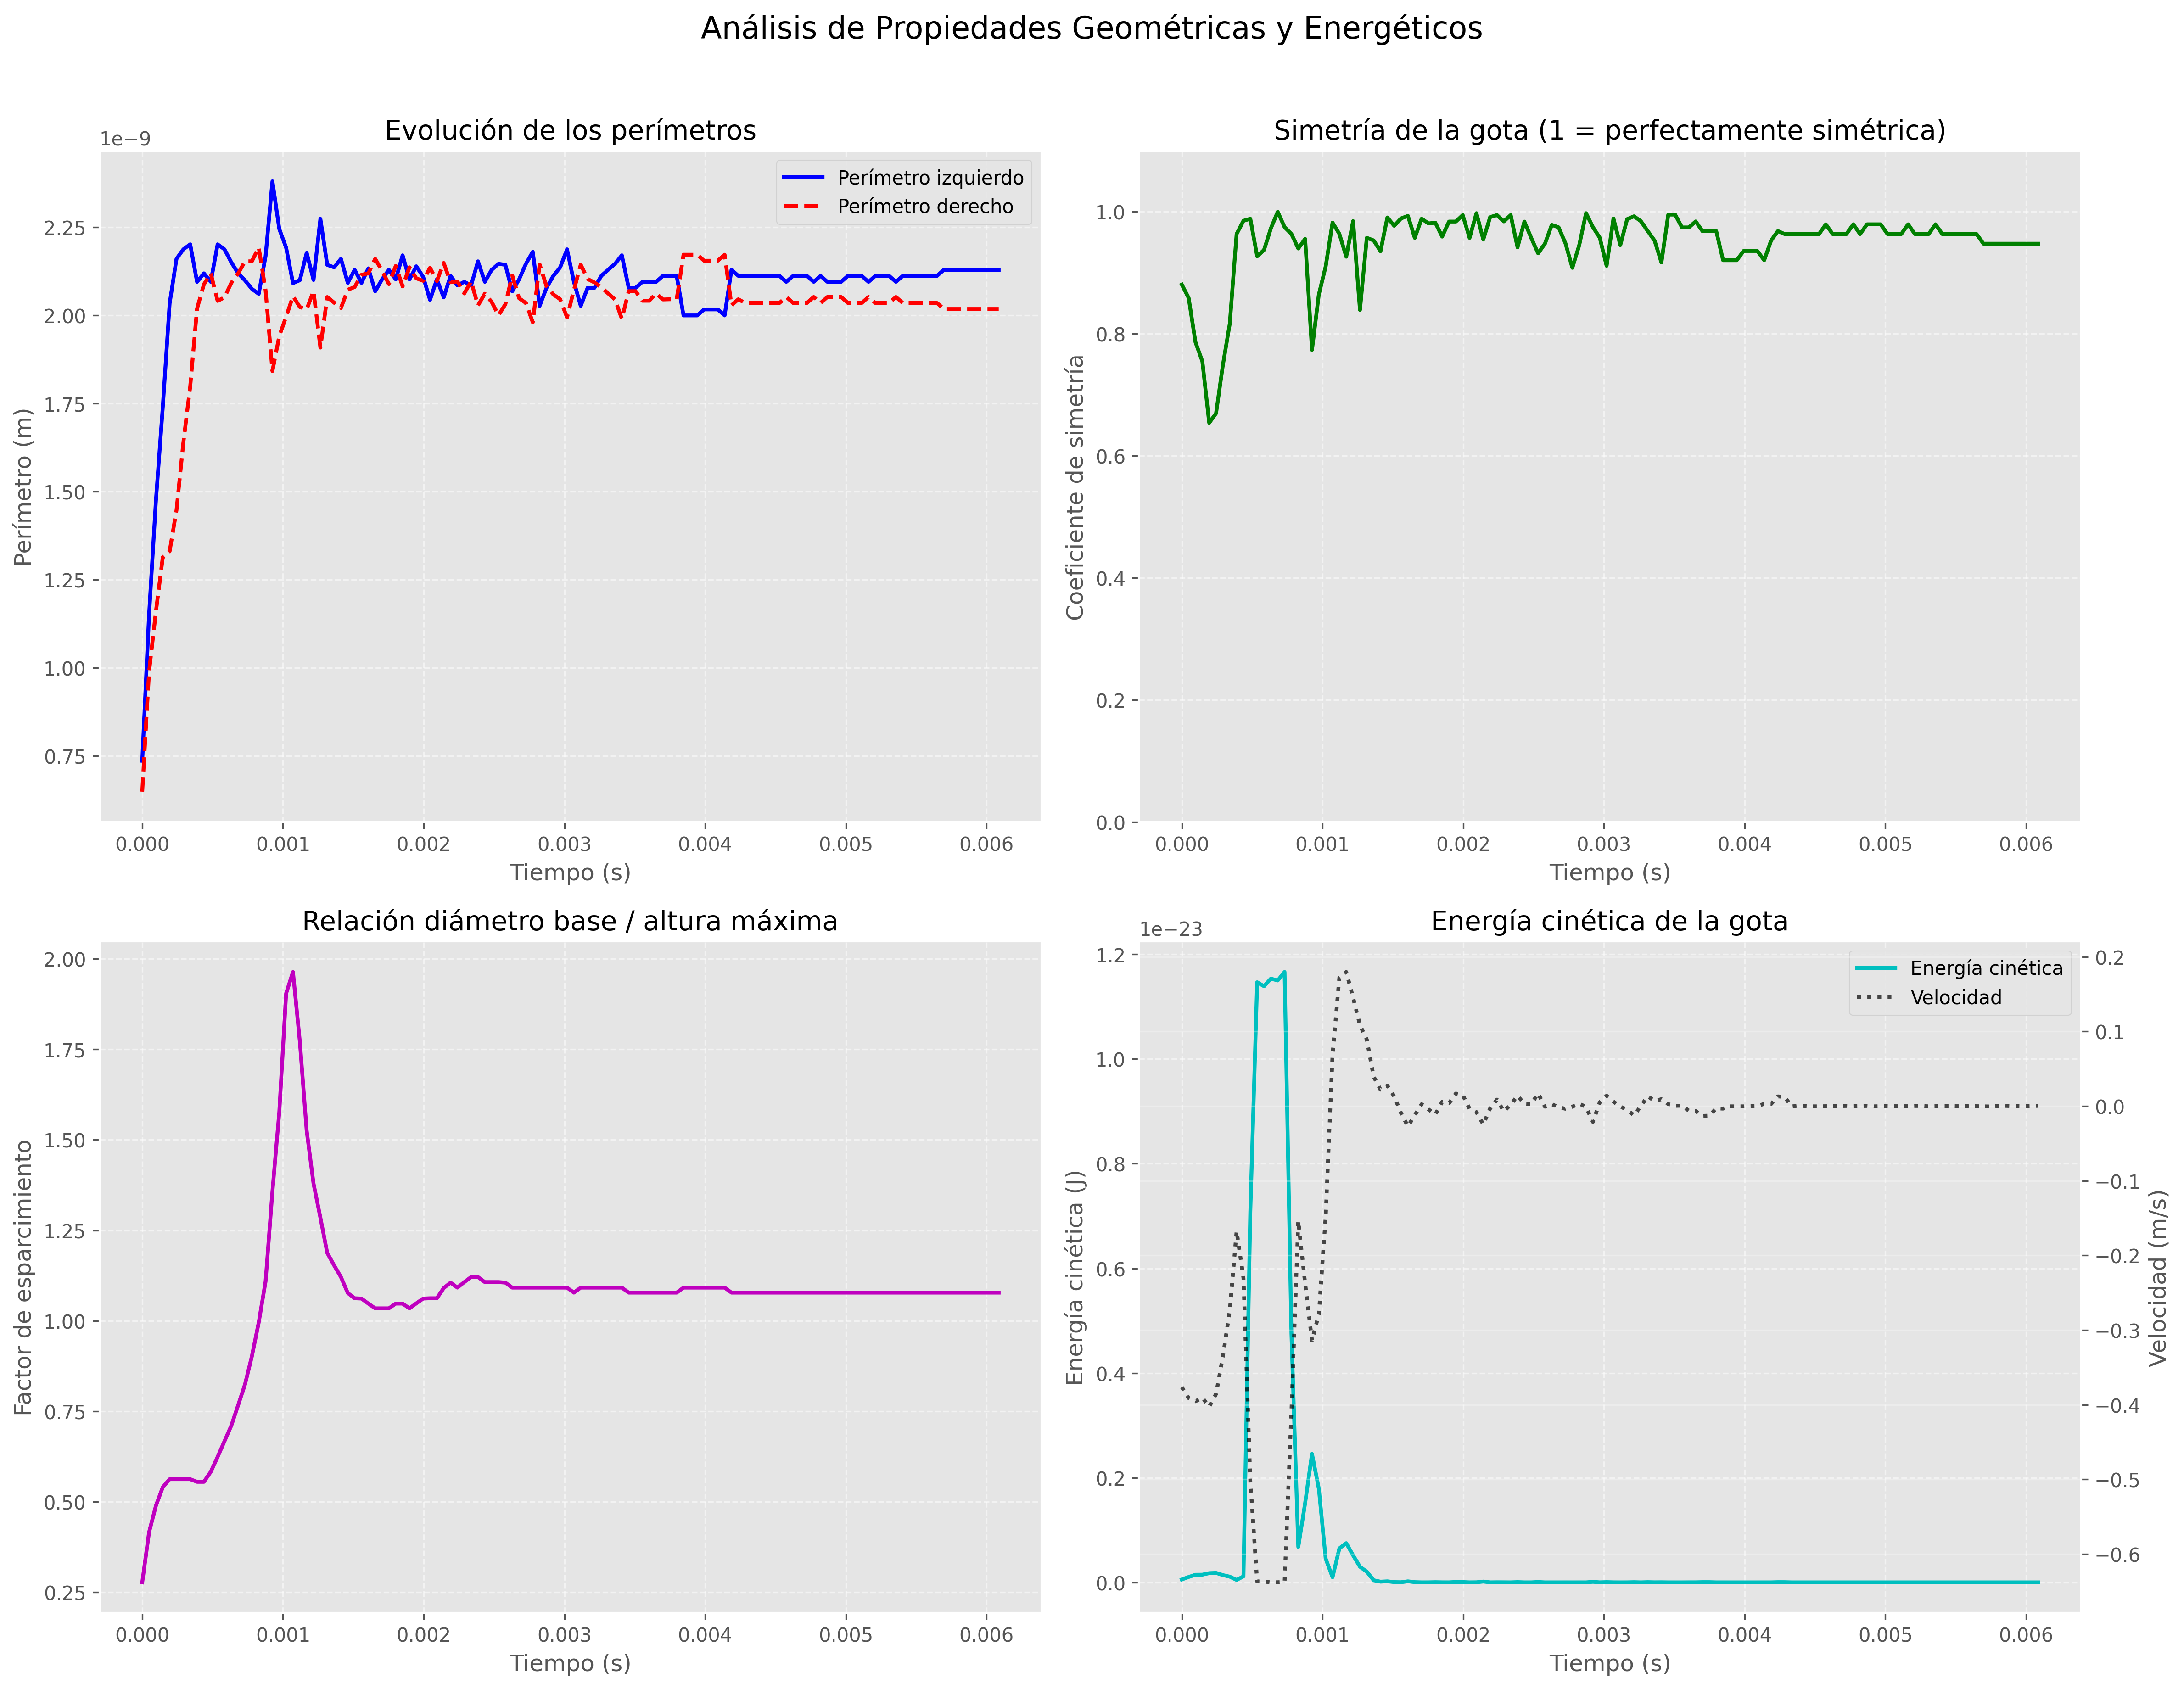 Análisis de Propiedades Geométricas y Energéticos
Evolución de los perímetros
1e−9
Perímetro izquierdo
Perímetro derecho
2.25
2.00
1.75
1.50
1.25
1.00
0.75
Perímetro (m)
0.000 0.001 0.002 0.003 0.004 0.005 0.006
Tiempo (s)
Simetría de la gota (1 = perfectamente simétrica)
1.0
0.8
0.6
0.4
0.2
0.0
Coeficiente de simetría
0.000 0.001 0.002 0.003 0.004 0.005 0.006
Tiempo (s)
Relación diámetro base / altura máxima
2.00
1.75
1.50
1.25
1.00
0.75
0.50
0.25
Factor de esparcimiento
0.000 0.001 0.002 0.003 0.004 0.005 0.006
Tiempo (s)
Energía cinética de la gota
1e−23
Energía cinética
Velocidad
1.2
1.0
0.8
0.6
0.4
0.2
0.0
Energía cinética (J)
0.2
0.1
0.0
−0.1
−0.2
−0.3
−0.4
−0.5
−0.6
Velocidad (m/s)
0.000 0.001 0.002 0.003 0.004 0.005 0.006
Tiempo (s)